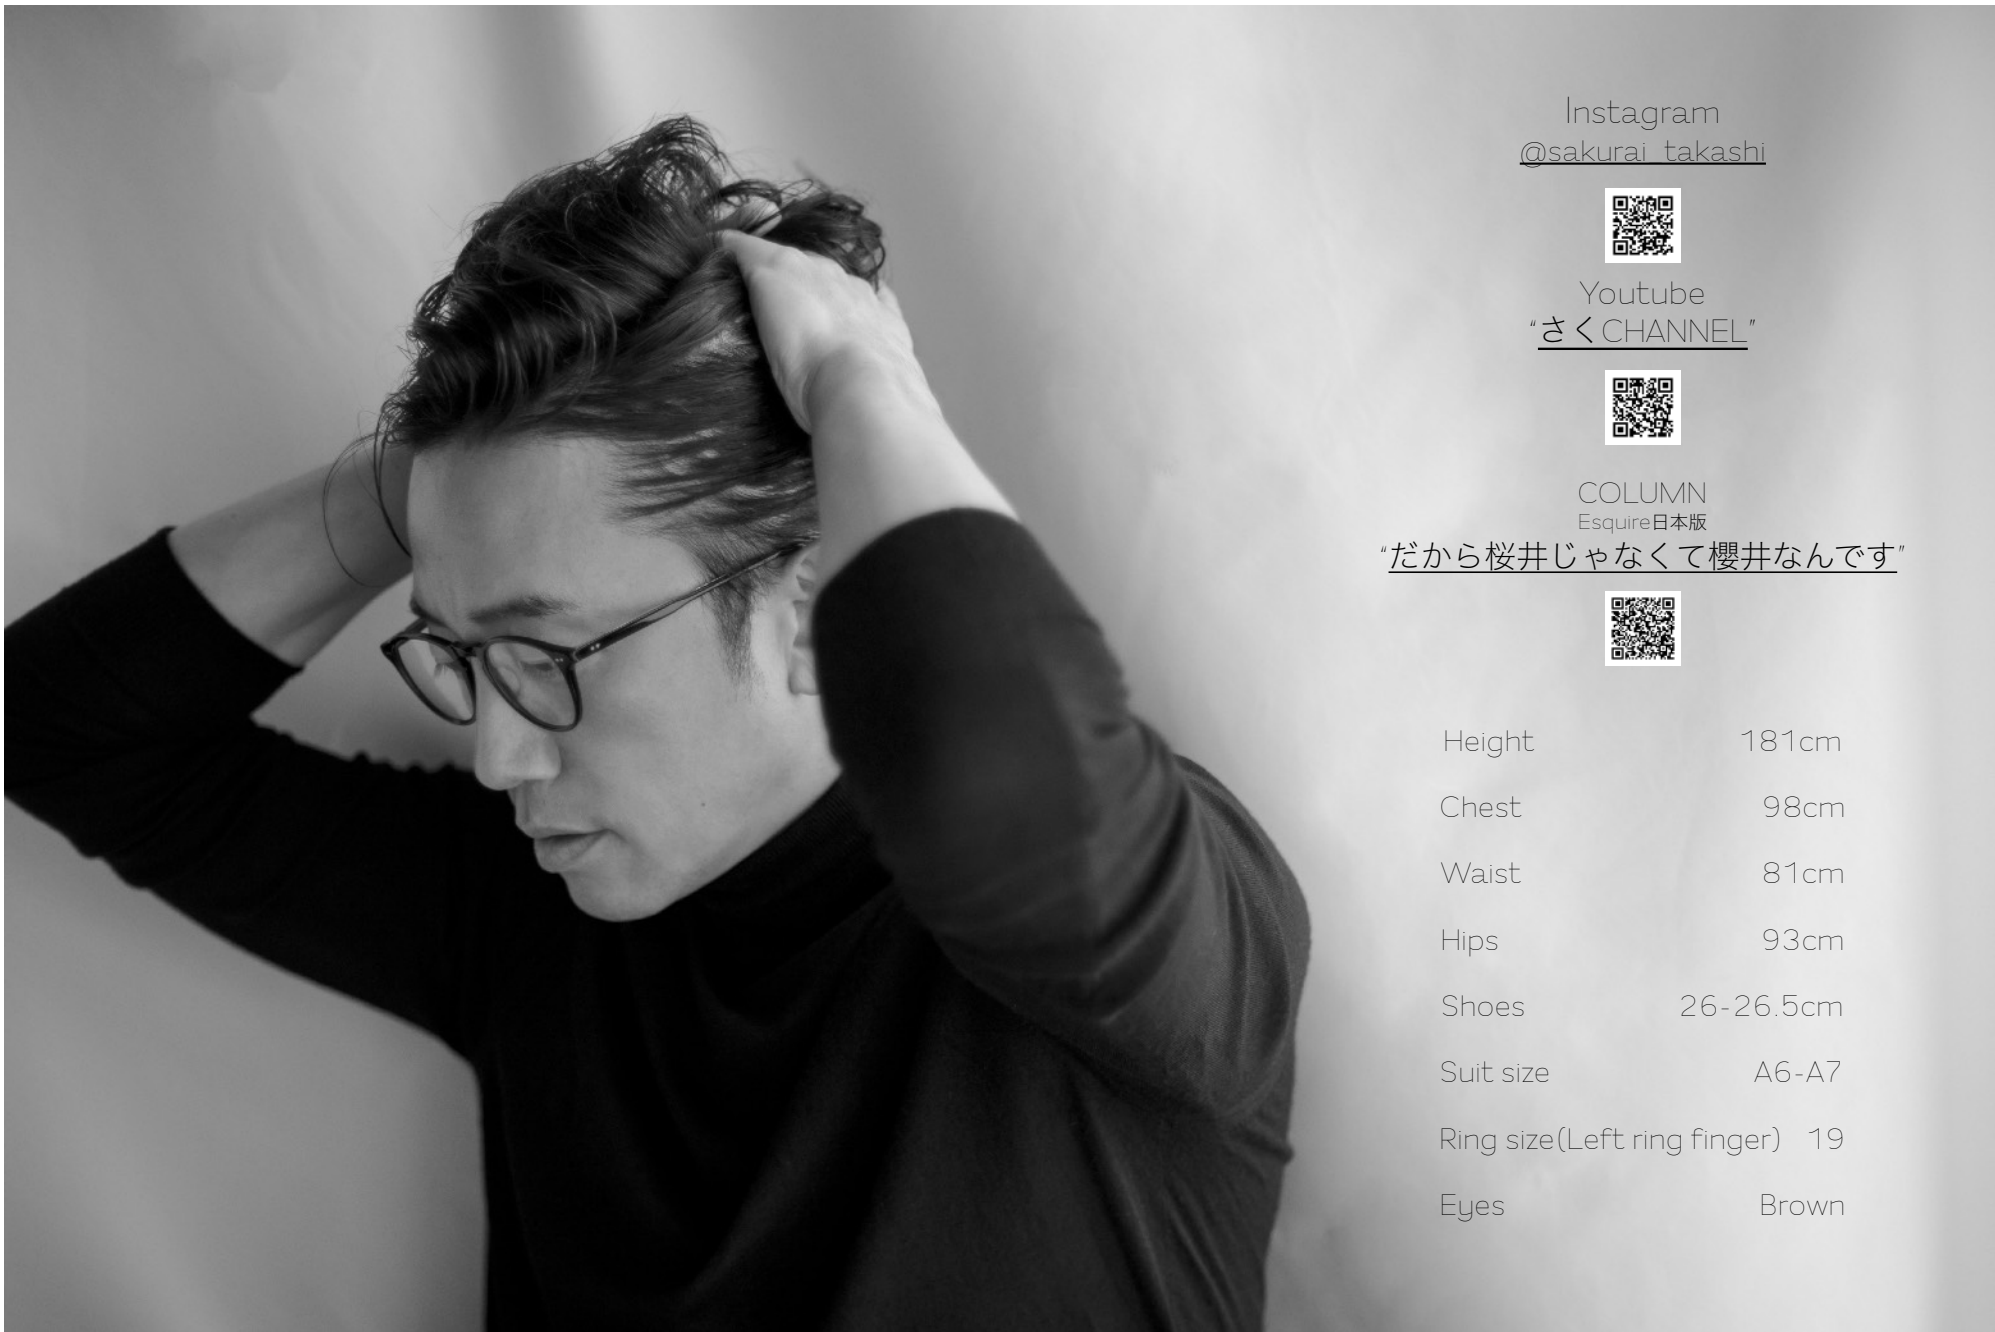 Instagram
@sakurai_takashi
Youtube
“さくCHANNEL”
COLUMN
Esquire日本版
“だから桜井じゃなくて櫻井なんです”
Height 181cm
Chest 98cm
Waist 81cm
Hips 93cm
Shoes 26-26.5cm
Suit size A6-A7
Ring size(Left ring finger) 19
Eyes Brown